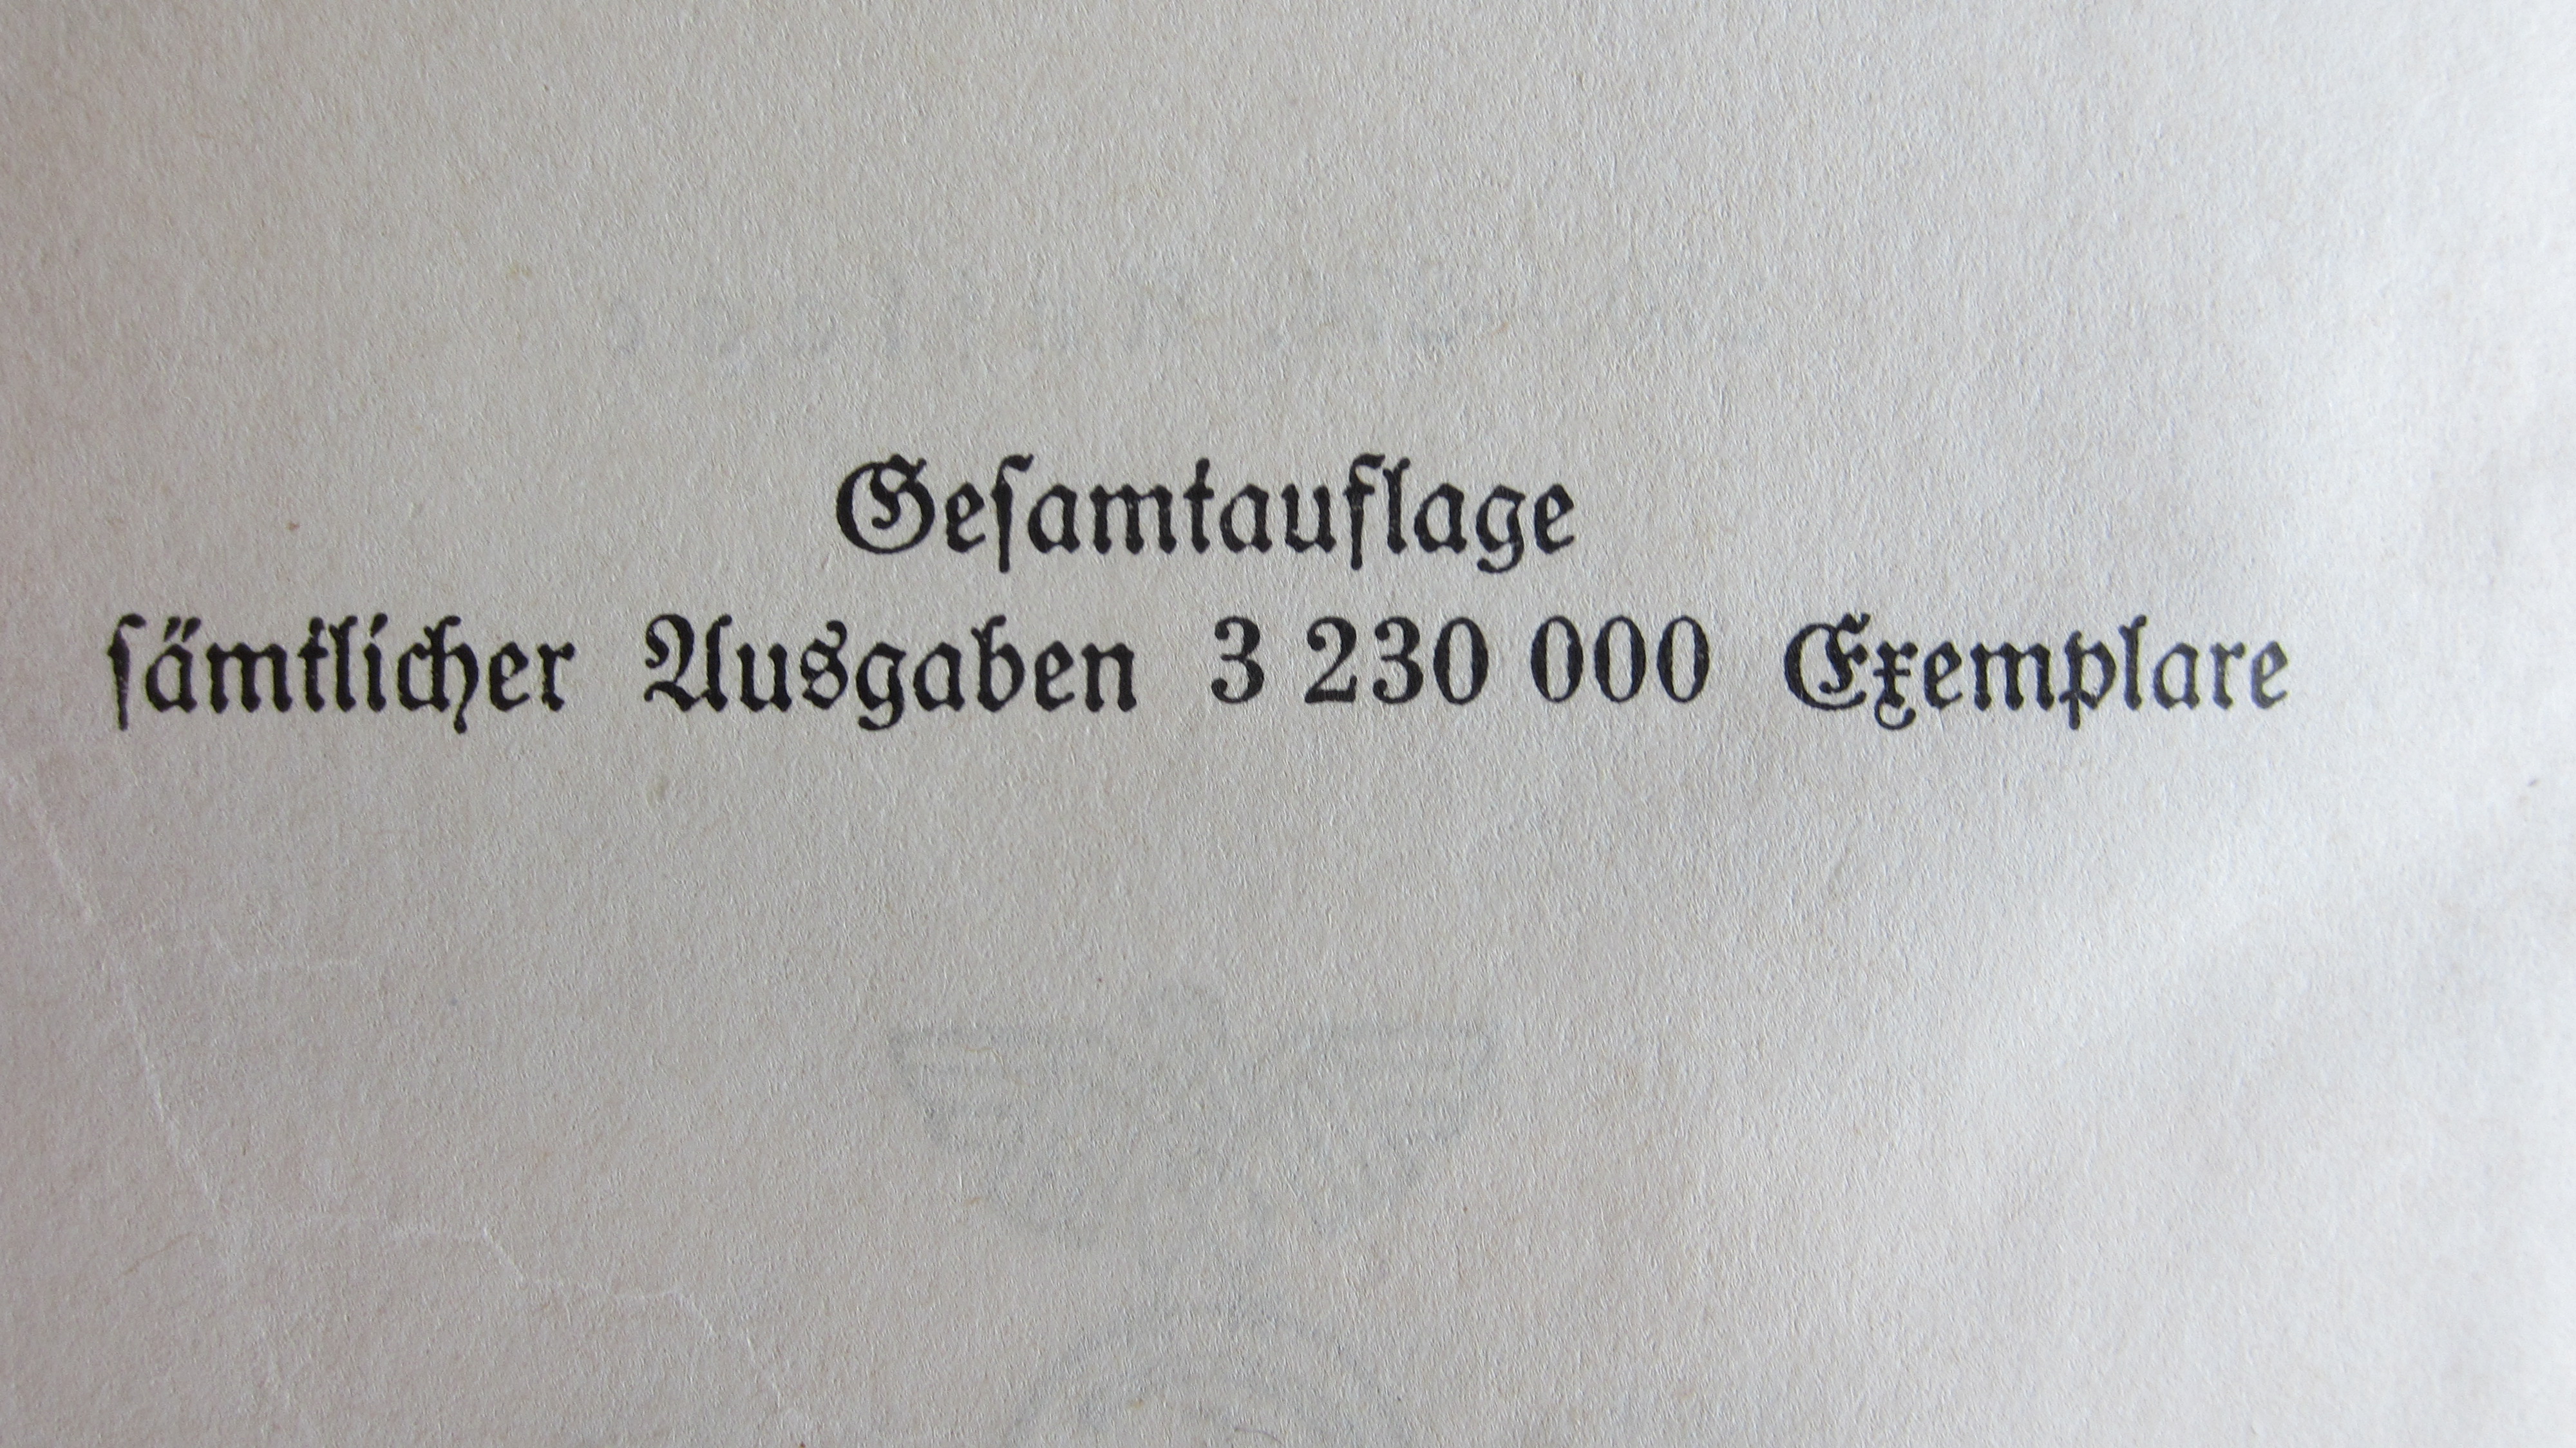 Geſamtauflage
ſämtlicher Ausgaben 3 230 000 Exemplare